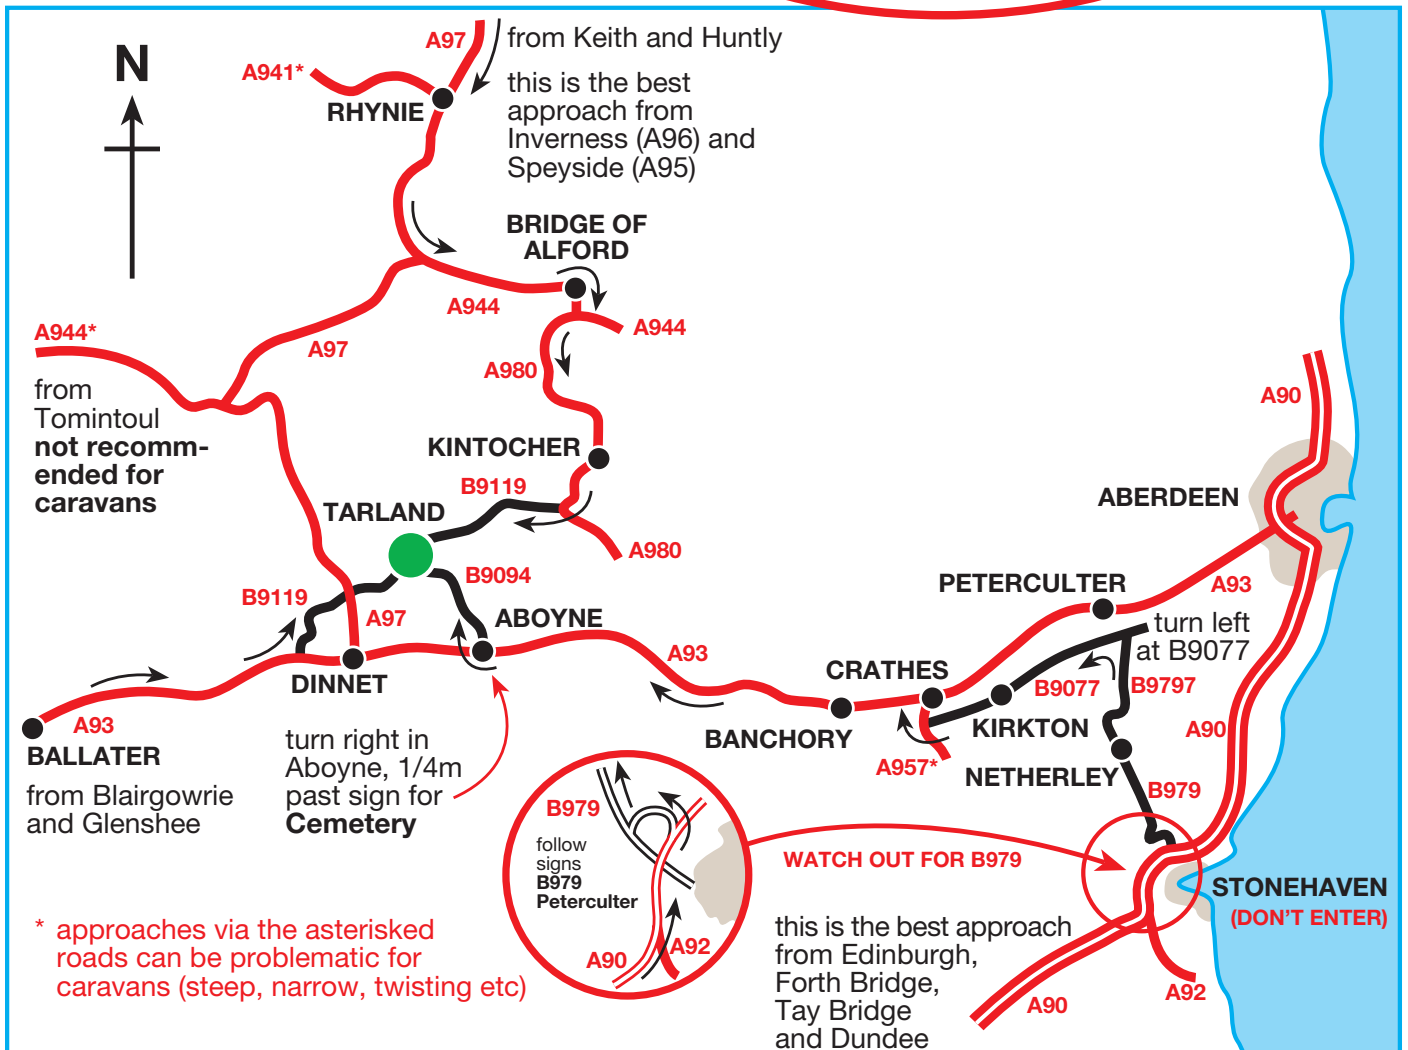 N
A97
from Keith and Huntly
A941*
RHYNIE
this is the best
approach from
Inverness (A96) and
Speyside (A95)
BRIDGE OF
ALFORD
A944
A944
A944*
A97
A980
from
Tomintoul
not recomm-
ended for
caravans
KINTOCHER
B9119
TARLAND
A980
B9094
B9119
A97
ABOYNE
DINNET
A93
BALLATER
from Blairgowrie
and Glenshee
turn right in
Aboyne, 1/4m
past sign for
Cemetery
A93
BANCHORY
CRATHES
A957*
KIRKTON
B9077
PETERCULTER
A93
turn left
at B9077
B9797
NETHERLEY
B979
A90
ABERDEEN
A90
B979
follow
signs
B979
Peterculter
A90
A92
WATCH OUT FOR B979
STONEHAVEN
(DON'T ENTER)
this is the best approach
from Edinburgh,
Forth Bridge,
Tay Bridge
and Dundee
A90
A92
* approaches via the asterisked
roads can be problematic for
caravans (steep, narrow, twisting etc)